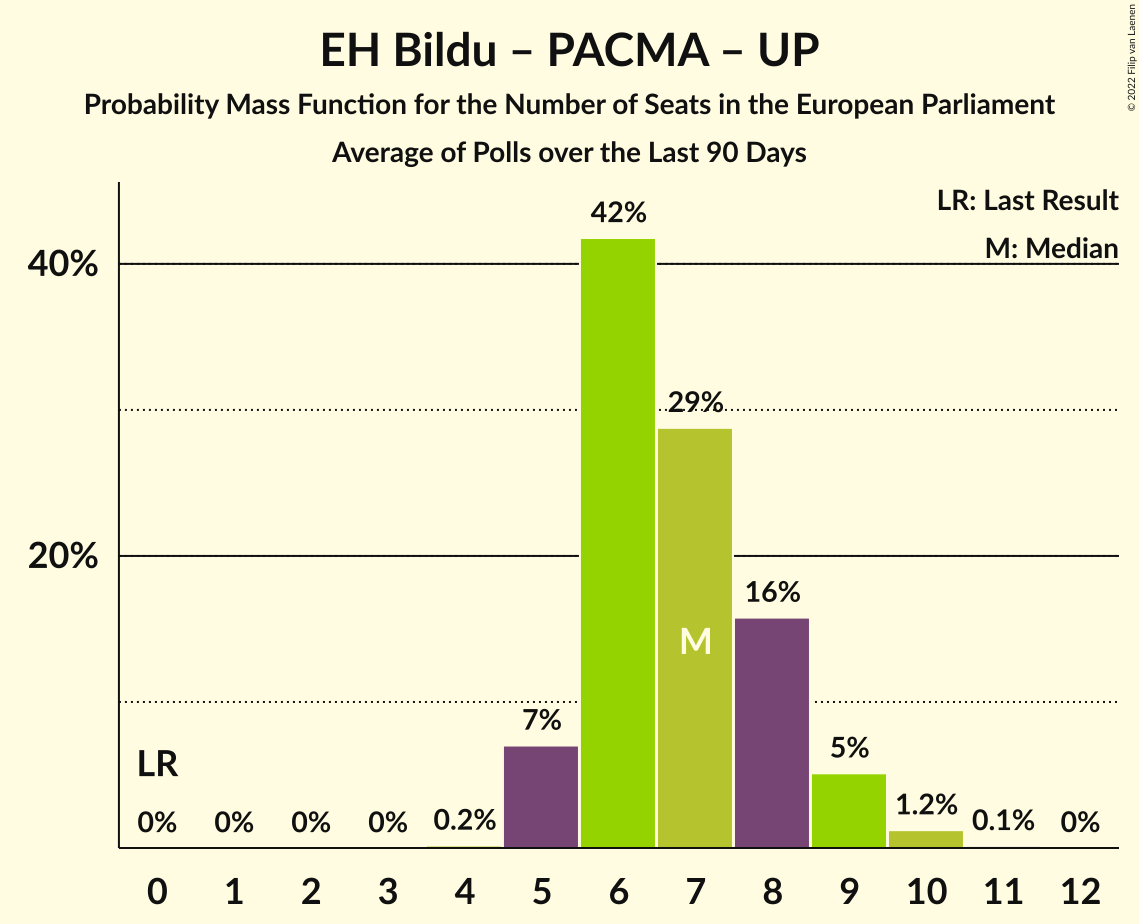 EH Bildu – PACMA – UP
Probability Mass Function for the Number of Seats in the European Parliament
Average of Polls over the Last 90 Days
© 2022 Filip van Laenen
LR: Last Result
M: Median
40%
20%
LR
0%
0%
0%
0%
0.2%
7%
42%
29%
M
16%
5%
1.2%
0.1%
0%
0 1 2 3 4 5 6 7 8 9 10 11 12